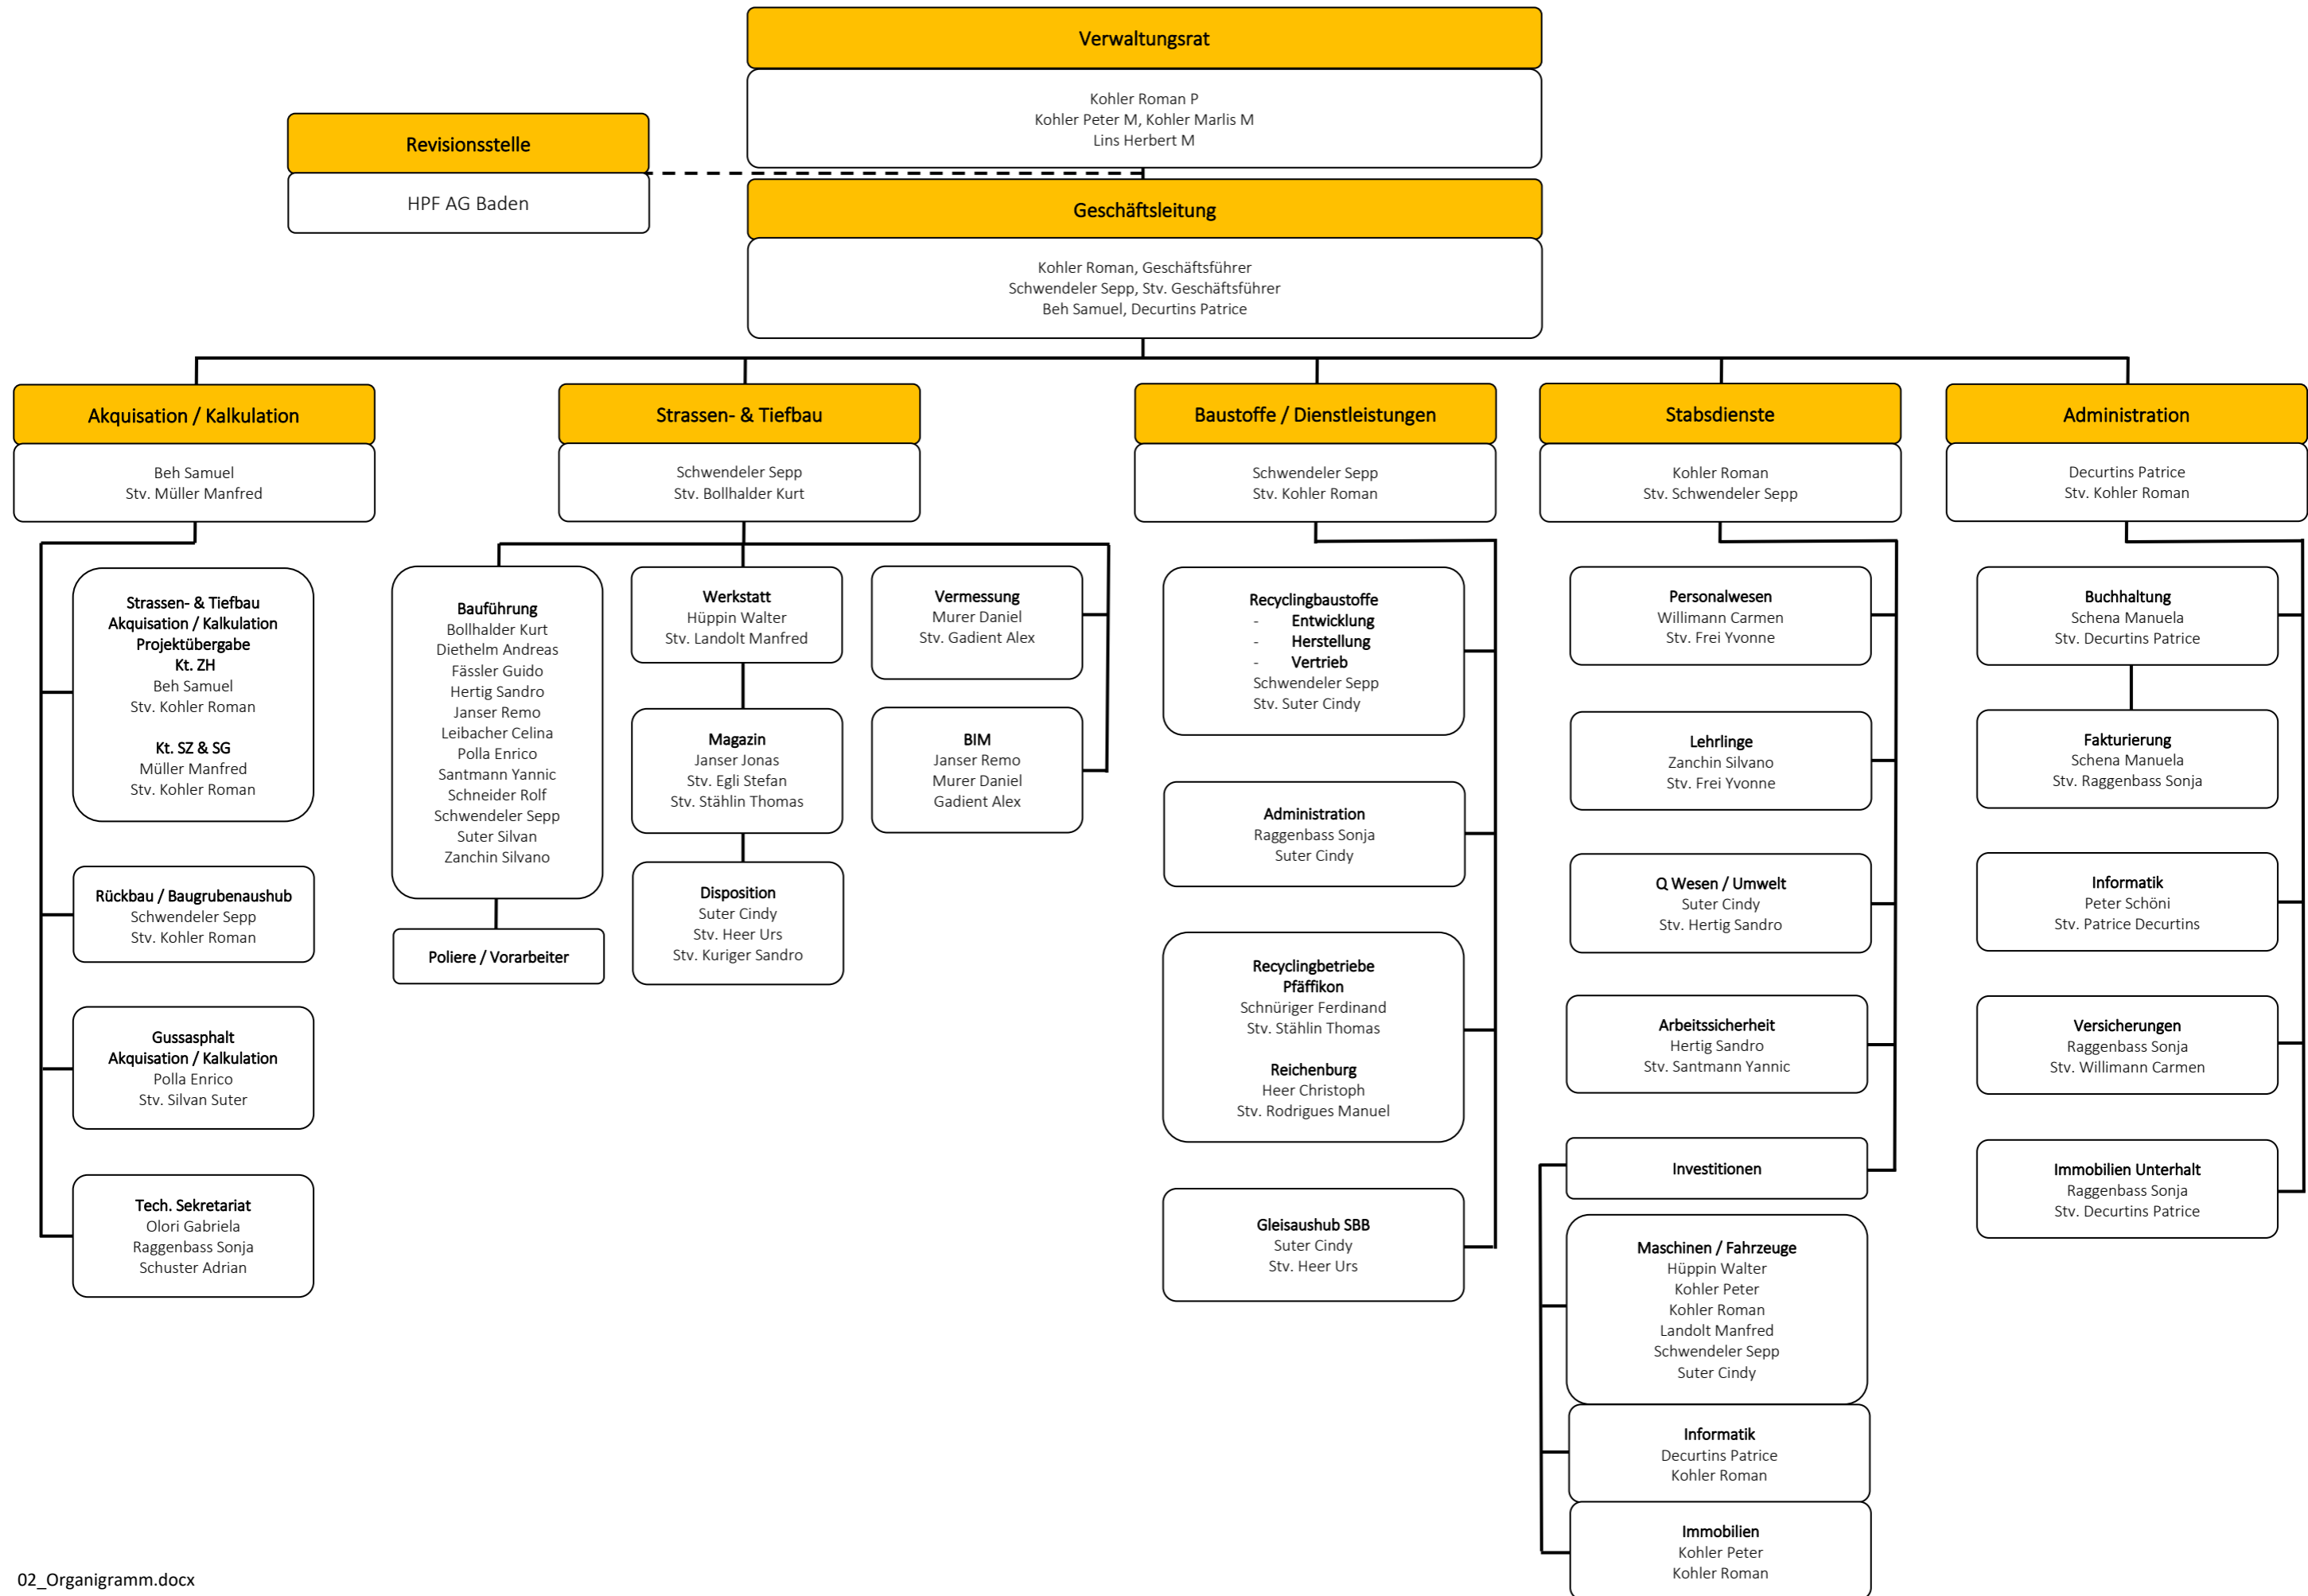 Verwaltungsrat
Kohler Roman P
Kohler Peter M, Kohler Marlis M
Lins Herbert M
Revisionsstelle
HPF AG Baden
Geschäftsleitung
Kohler Roman, Geschäftsführer
Schwendeler Sepp, Stv. Geschäftsführer
Beh Samuel, Decurtins Patrice
Akquisation / Kalkulation
Beh Samuel
Stv. Müller Manfred
Strassen- & Tiefbau
Akquisation / Kalkulation
Projektübergabe
Kt. ZH
Beh Samuel
Stv. Kohler Roman
Kt. SZ & SG
Müller Manfred
Stv. Kohler Roman
Rückbau / Baugrubenaushub
Schwendeler Sepp
Stv. Kohler Roman
Gussasphalt
Akquisation / Kalkulation
Polla Enrico
Stv. Silvan Suter
Tech. Sekretariat
Olori Gabriela
Raggenbass Sonja
Schuster Adrian
Strassen- & Tiefbau
Schwendeler Sepp
Stv. Bollhalder Kurt
Bauführung
Bollhalder Kurt
Diethelm Andreas
Fässler Guido
Hertig Sandro
Janser Remo
Leibacher Celina
Polla Enrico
Santmann Yannic
Schneider Rolf
Schwendeler Sepp
Suter Silvan
Zanchin Silvano
Poliere / Vorarbeiter
Werkstatt
Hüppin Walter
Stv. Landolt Manfred
Magazin
Janser Jonas
Stv. Egli Stefan
Stv. Stählin Thomas
Disposition
Suter Cindy
Stv. Heer Urs
Stv. Kuriger Sandro
Vermessung
Murer Daniel
Stv. Gadient Alex
BIM
Janser Remo
Murer Daniel
Gadient Alex
Baustoffe / Dienstleistungen
Schwendeler Sepp
Stv. Kohler Roman
Recyclingbaustoffe
- Entwicklung
- Herstellung
- Vertrieb
Schwendeler Sepp
Stv. Suter Cindy
Administration
Raggenbass Sonja
Suter Cindy
Recyclingbetriebe
Pfäffikon
Schnüriger Ferdinand
Stv. Stählin Thomas
Reichenburg
Heer Christoph
Stv. Rodrigues Manuel
Gleisaushub SBB
Suter Cindy
Stv. Heer Urs
Stabsdienste
Kohler Roman
Stv. Schwendeler Sepp
Personalwesen
Willimann Carmen
Stv. Frei Yvonne
Lehrlinge
Zanchin Silvano
Stv. Frei Yvonne
Q Wesen / Umwelt
Suter Cindy
Stv. Hertig Sandro
Arbeitssicherheit
Hertig Sandro
Stv. Santmann Yannic
Investitionen
Maschinen / Fahrzeuge
Hüppin Walter
Kohler Peter
Kohler Roman
Landolt Manfred
Schwendeler Sepp
Suter Cindy
Informatik
Decurtins Patrice
Kohler Roman
Immobilien
Kohler Peter
Kohler Roman
Administration
Decurtins Patrice
Stv. Kohler Roman
Buchhaltung
Schena Manuela
Stv. Decurtins Patrice
Fakturierung
Schena Manuela
Stv. Raggenbass Sonja
Informatik
Peter Schöni
Stv. Patrice Decurtins
Versicherungen
Raggenbass Sonja
Stv. Willimann Carmen
Immobilien Unterhalt
Raggenbass Sonja
Stv. Decurtins Patrice
02_Organigramm.docx